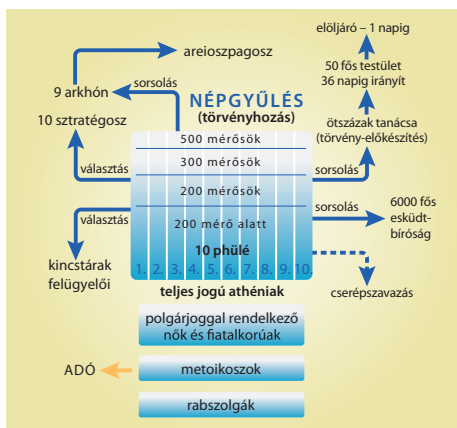 elöljáró – 1 napig
areioszpagosz
50 fős testület
36 napig irányít
9 arkhón
sorsolás
NÉPGYŰLÉS
(törvényhozás)
10 sztratégosz
ötszázak tanácsa
(törvény-előkészítés)
500 mérősök
300 mérősök
választás
200 mérősök
sorsolás
választás
200 mérő alatt
sorsolás
6000 fős
esküdt-
bíróság
10 phülé
1. 2. 3. 4. 5. 6. 7. 8. 9. 10.
kincstárak
felügyelői
cserépszavazás
teljes jogú athéniak
polgárjoggal rendelkező
nők és fiatalkorúak
ADÓ
metoikoszok
rabszolgák